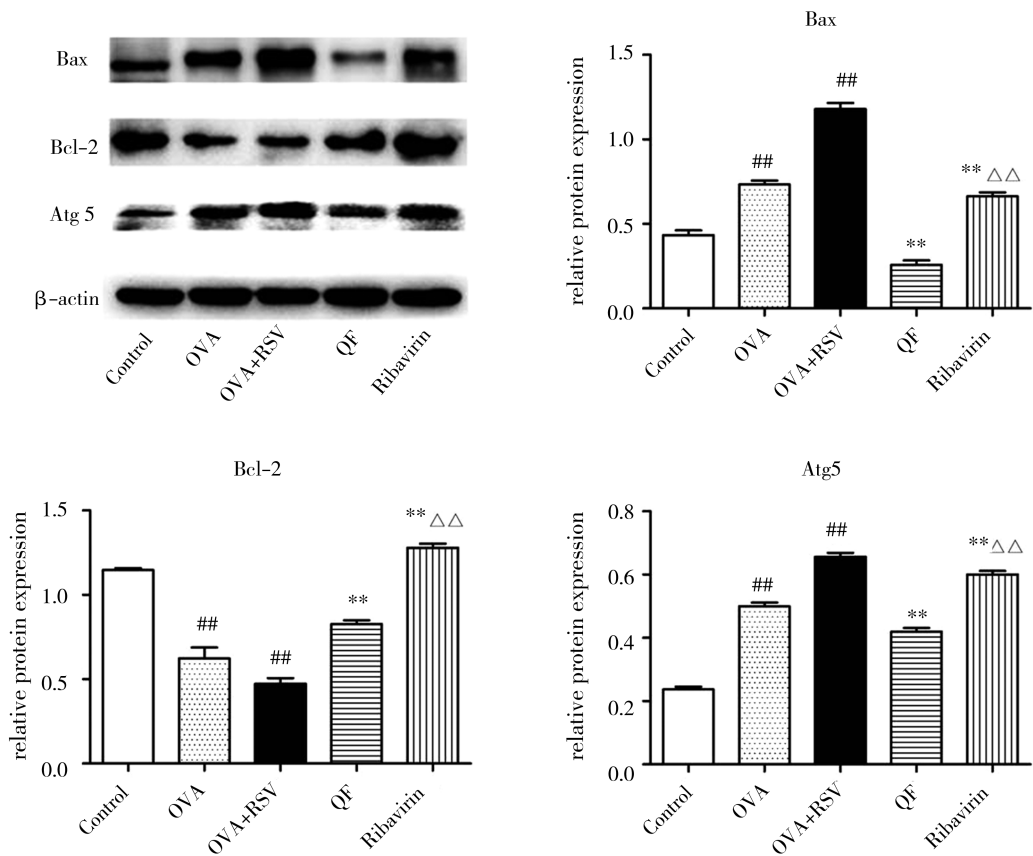 Bax
Bcl-2
Atg 5
β-actin
Control
OVA
OVA+RSV
QF
Ribavirin
Bax
relative protein expression
1.5
1.0
0.5
0.0
##
##
**
** △△
Control
OVA
OVA+RSV
QF
Ribavirin
Bcl-2
relative protein expression
1.5
1.0
0.5
0.0
##
##
**
** △△
Control
OVA
OVA+RSV
QF
Ribavirin
Atg5
relative protein expression
0.8
0.6
0.4
0.2
0.0
##
##
**
**△△
Control
OVA
OVA+RSV
QF
Ribavirin